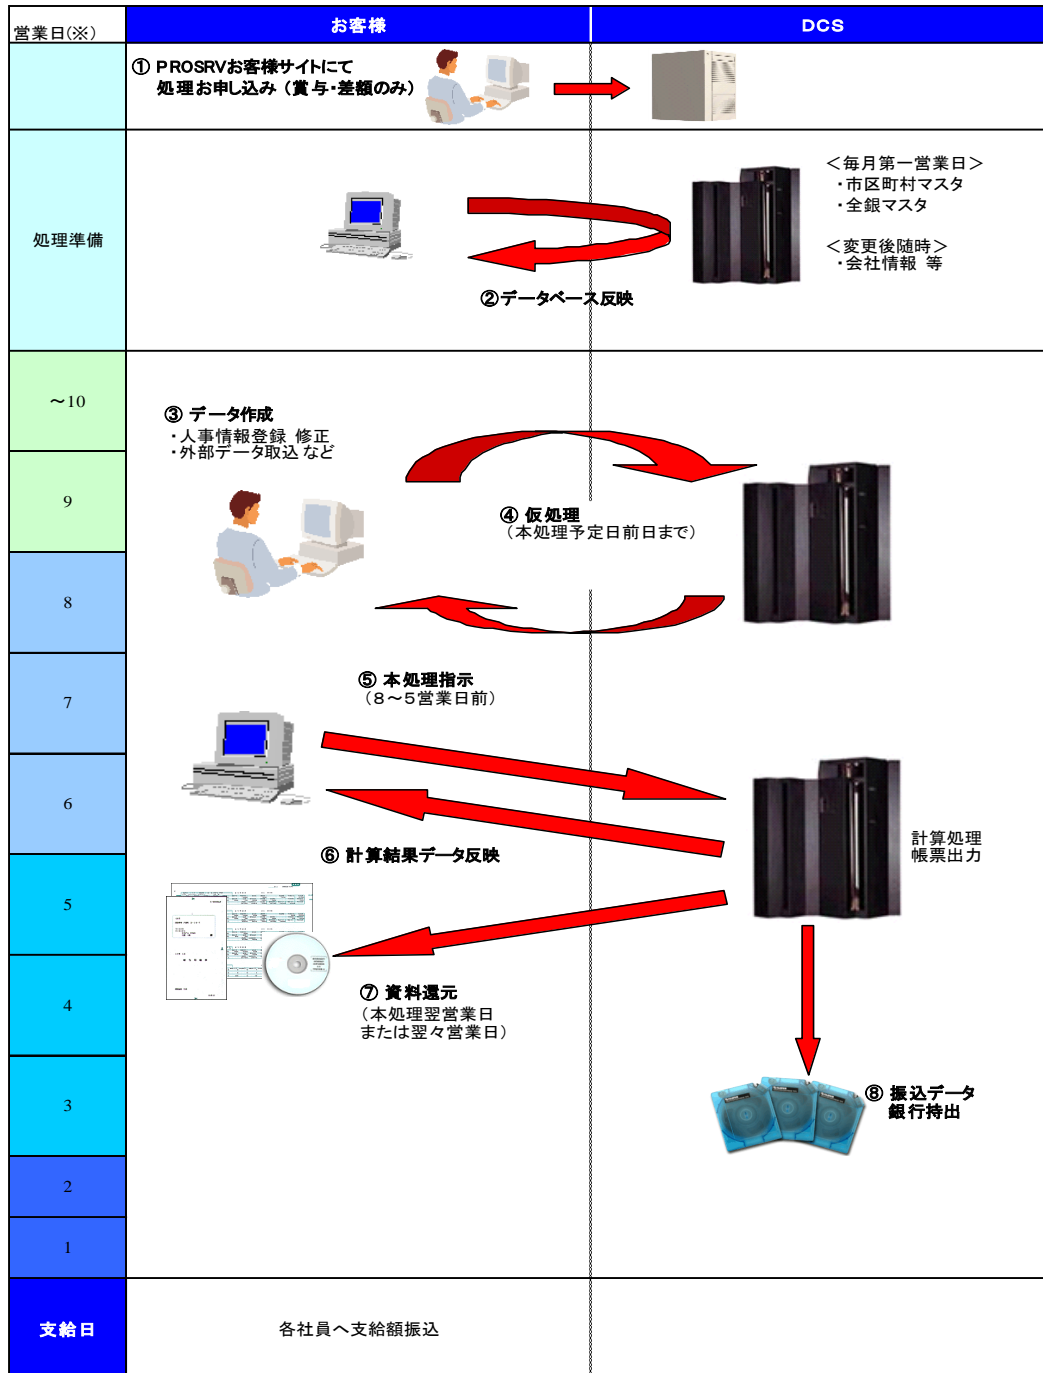 営業日(※)
お客様
DCS
① PROSRVお客様サイトにて
処理お申し込み（賞与・差額のみ）
処理準備
＜毎月第一営業日＞
・市区町村マスタ
・全銀マスタ
＜変更後随時＞
・会社情報 等
②データベース反映
～10
③ データ作成
・人事情報登録 修正
・外部データ取込 など
9
④ 仮処理
（本処理予定日前日まで）
8
7
⑤ 本処理指示
（8～5営業日前）
6
計算処理
帳票出力
⑥ 計算結果データ反映
5
4
⑦ 資料還元
（本処理翌営業日
または翌々営業日）
3
⑧ 振込データ
銀行持出
2
1
支給日
各社員へ支給額振込